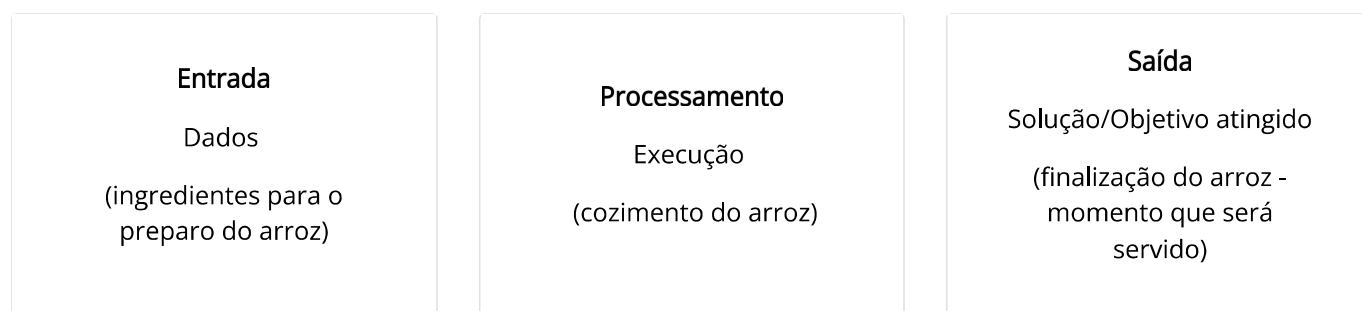 Entrada
Dados
(ingredientes para o
preparo do arroz)
Processamento
Execução
(cozimento do arroz)
Saída
Solução/Objetivo atingido
(finalização do arroz -
momento que será
servido)